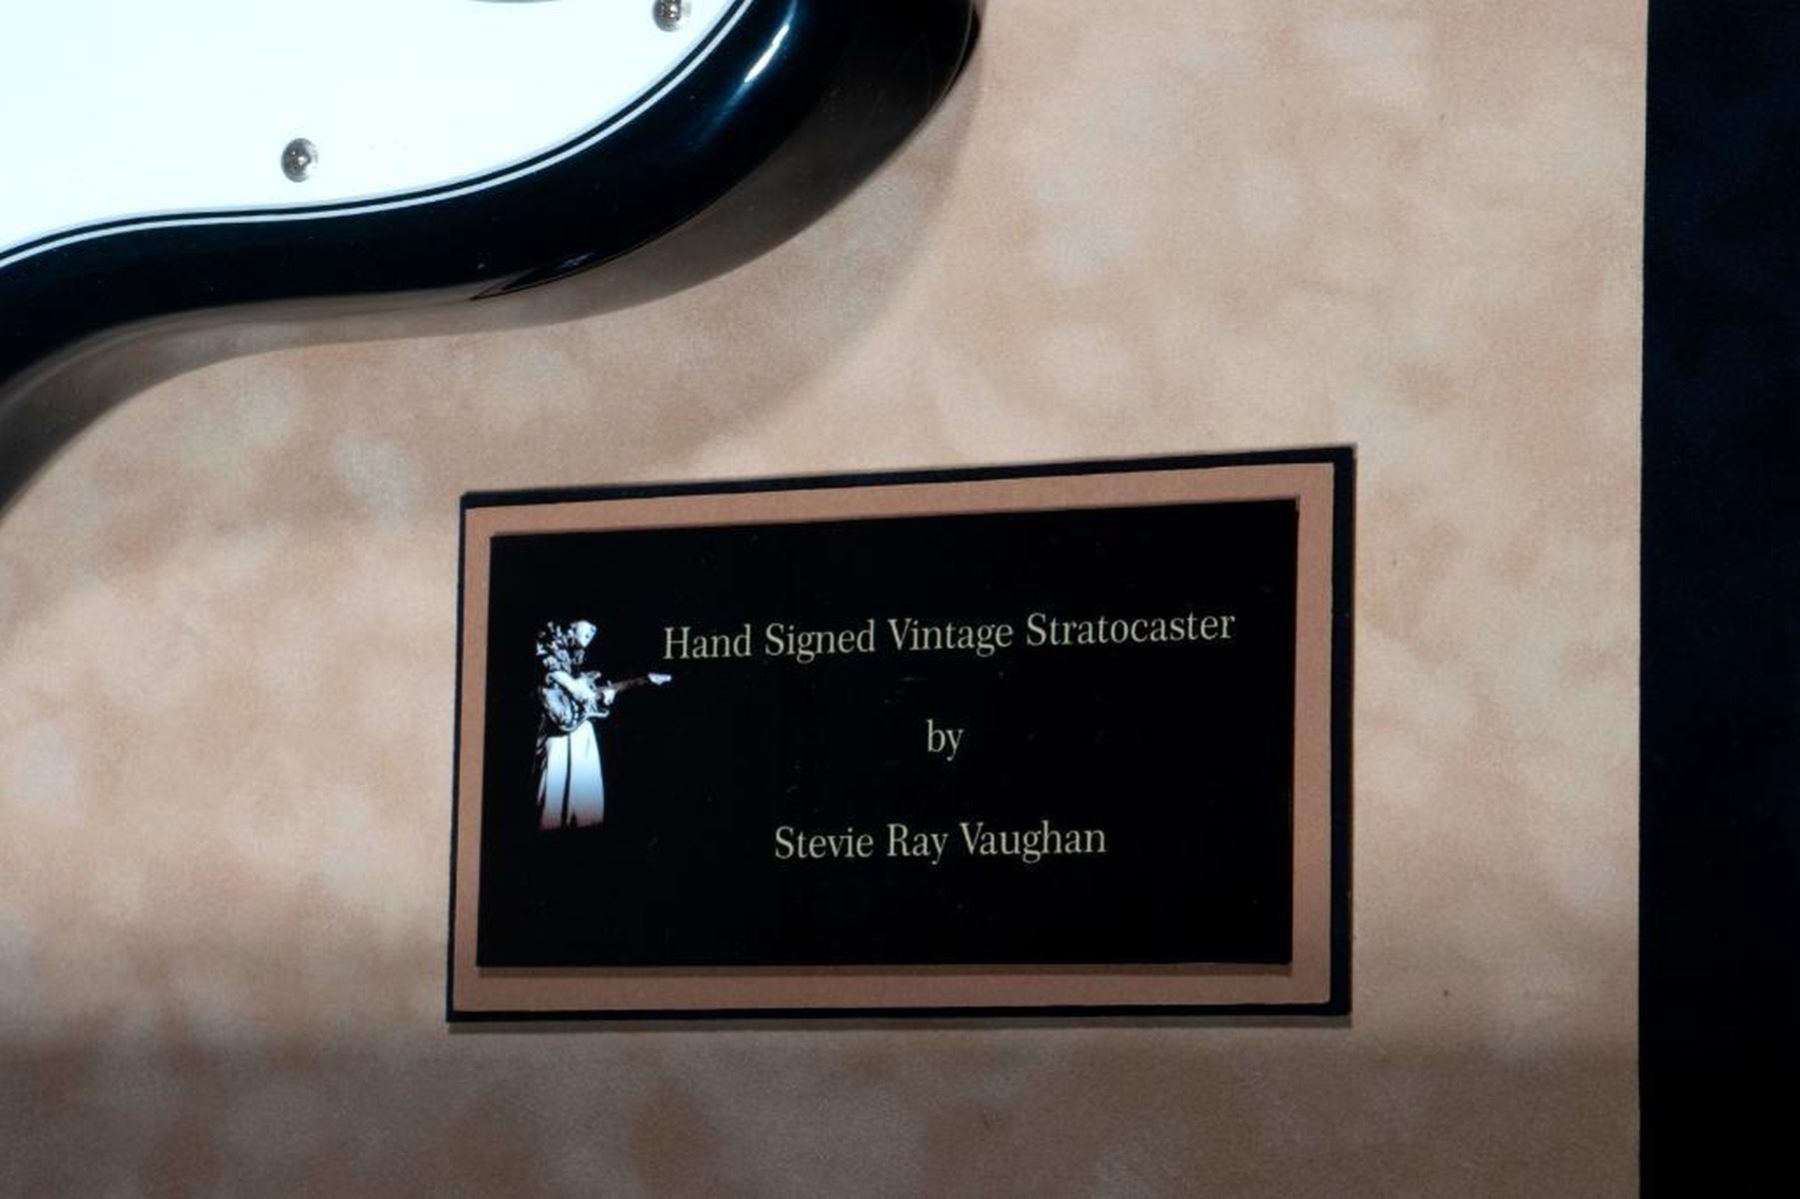 Hand Signed Vintage Stratocaster
by
Stevie Ray Vaughan